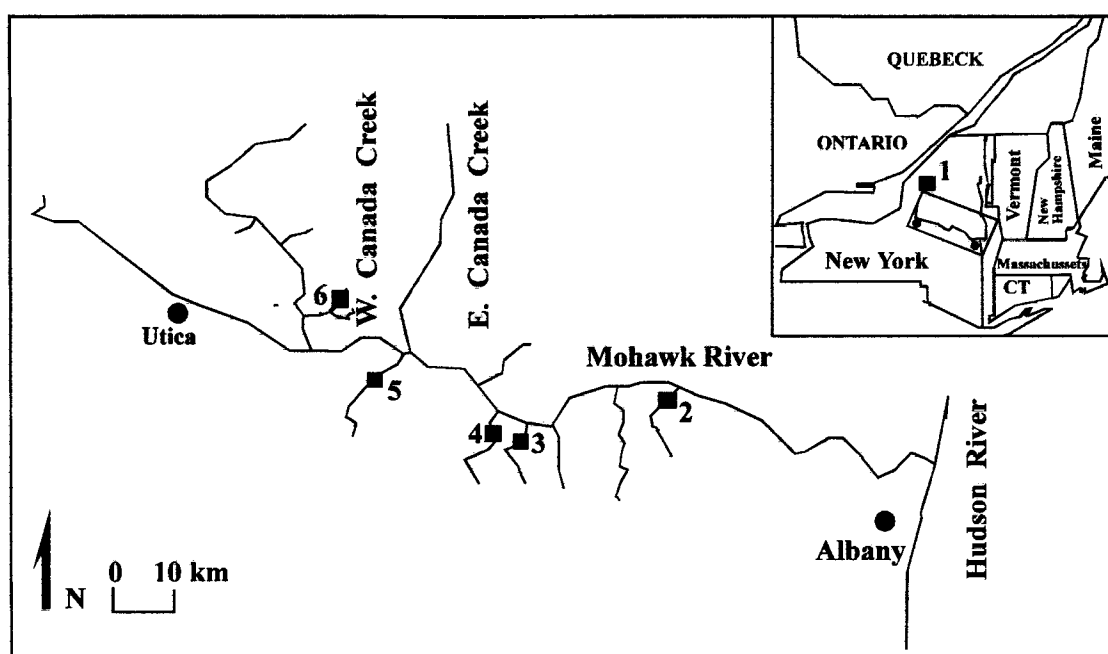 QUEBECK
ONTARIO
Maine
1
Vermont
New
Hampshire
New York
Massachussets
CT
W. Canada Creek
E. Canada Creek
6
Utica
Mohawk River
5
2
4
3
Hudson River
Albany
0 10 km
N